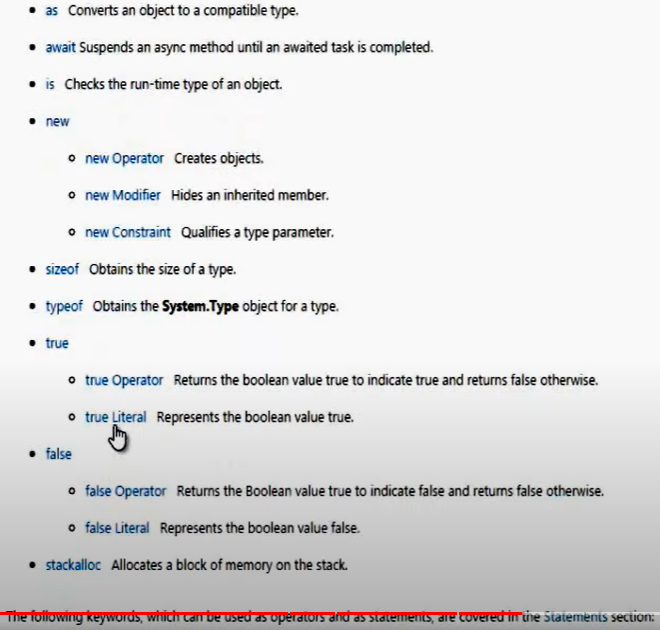 as Converts an object to a compatible type.
await Suspends an async method until an awaited task is completed.
is Checks the run-time type of an object.
new
new Operator Creates objects.
new Modifier Hides an inherited member.
new Constraint Qualifies a type parameter.
sizeof Obtains the size of a type.
typeof Obtains the System.Type object for a type.
true
true Operator Returns the boolean value true to indicate true and returns false otherwise.
true Literal Represents the boolean value true.
false
false Operator Returns the Boolean value true to indicate false and returns false otherwise.
false Literal Represents the boolean value false.
stackalloc Allocates a block of memory on the stack.
The following keywords, which can be used as operators and as statements, are covered in the Statements section: